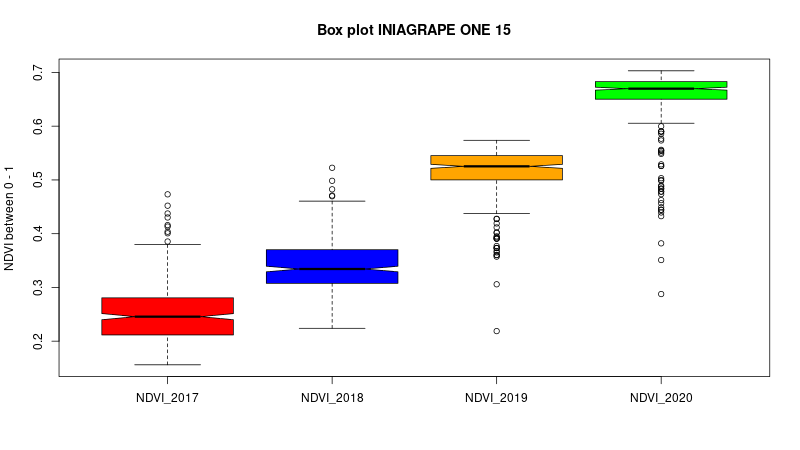 Box plot INIAGRAPE ONE 15
NDVI between 0 - 1
0.7
0.6
0.5
0.4
0.3
0.2
NDVI_2017
NDVI_2018
NDVI_2019
NDVI_2020